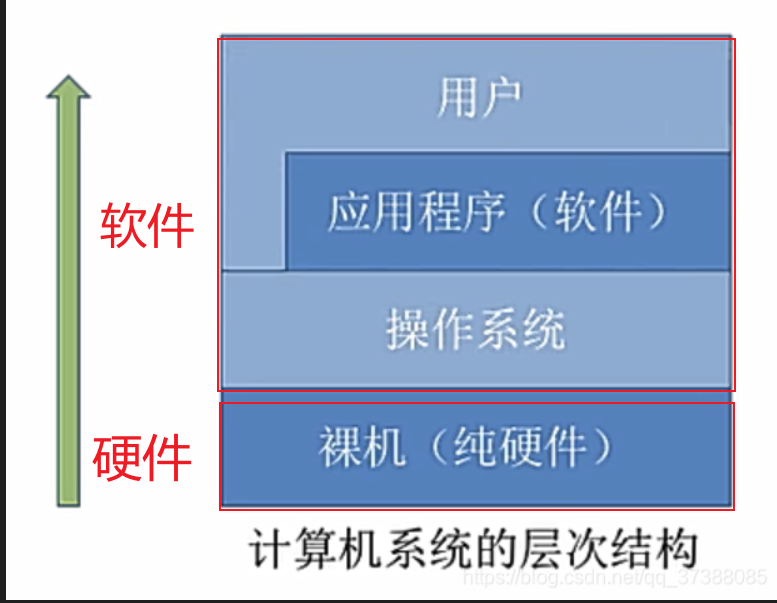 用户
软件
应用程序（软件）
操作系统
硬件
裸机（纯硬件）
计算机系统的层次结构
https://blog.csdn.net/qq_37388085